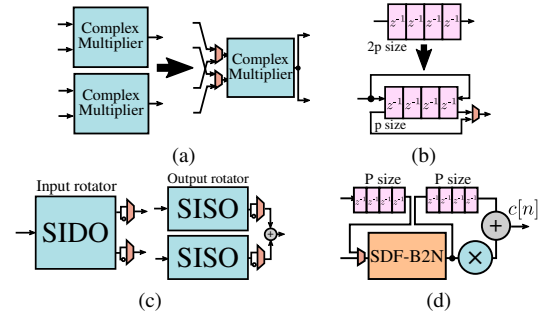 Complex
Multiplier
Complex
Multiplier
Complex
Multiplier
(a)
z⁻¹ z⁻¹ z⁻¹ z⁻¹
2p size
z⁻¹ z⁻¹ z⁻¹ z⁻¹
p size
(b)
Input rotator
SIDO
Output rotator
SISO
SISO
+
(c)
P size
P size
z⁻¹ z⁻¹ z⁻¹ z⁻¹
z⁻¹ z⁻¹ z⁻¹ z⁻¹
c[n]
+
SDF-B2N
×
(d)